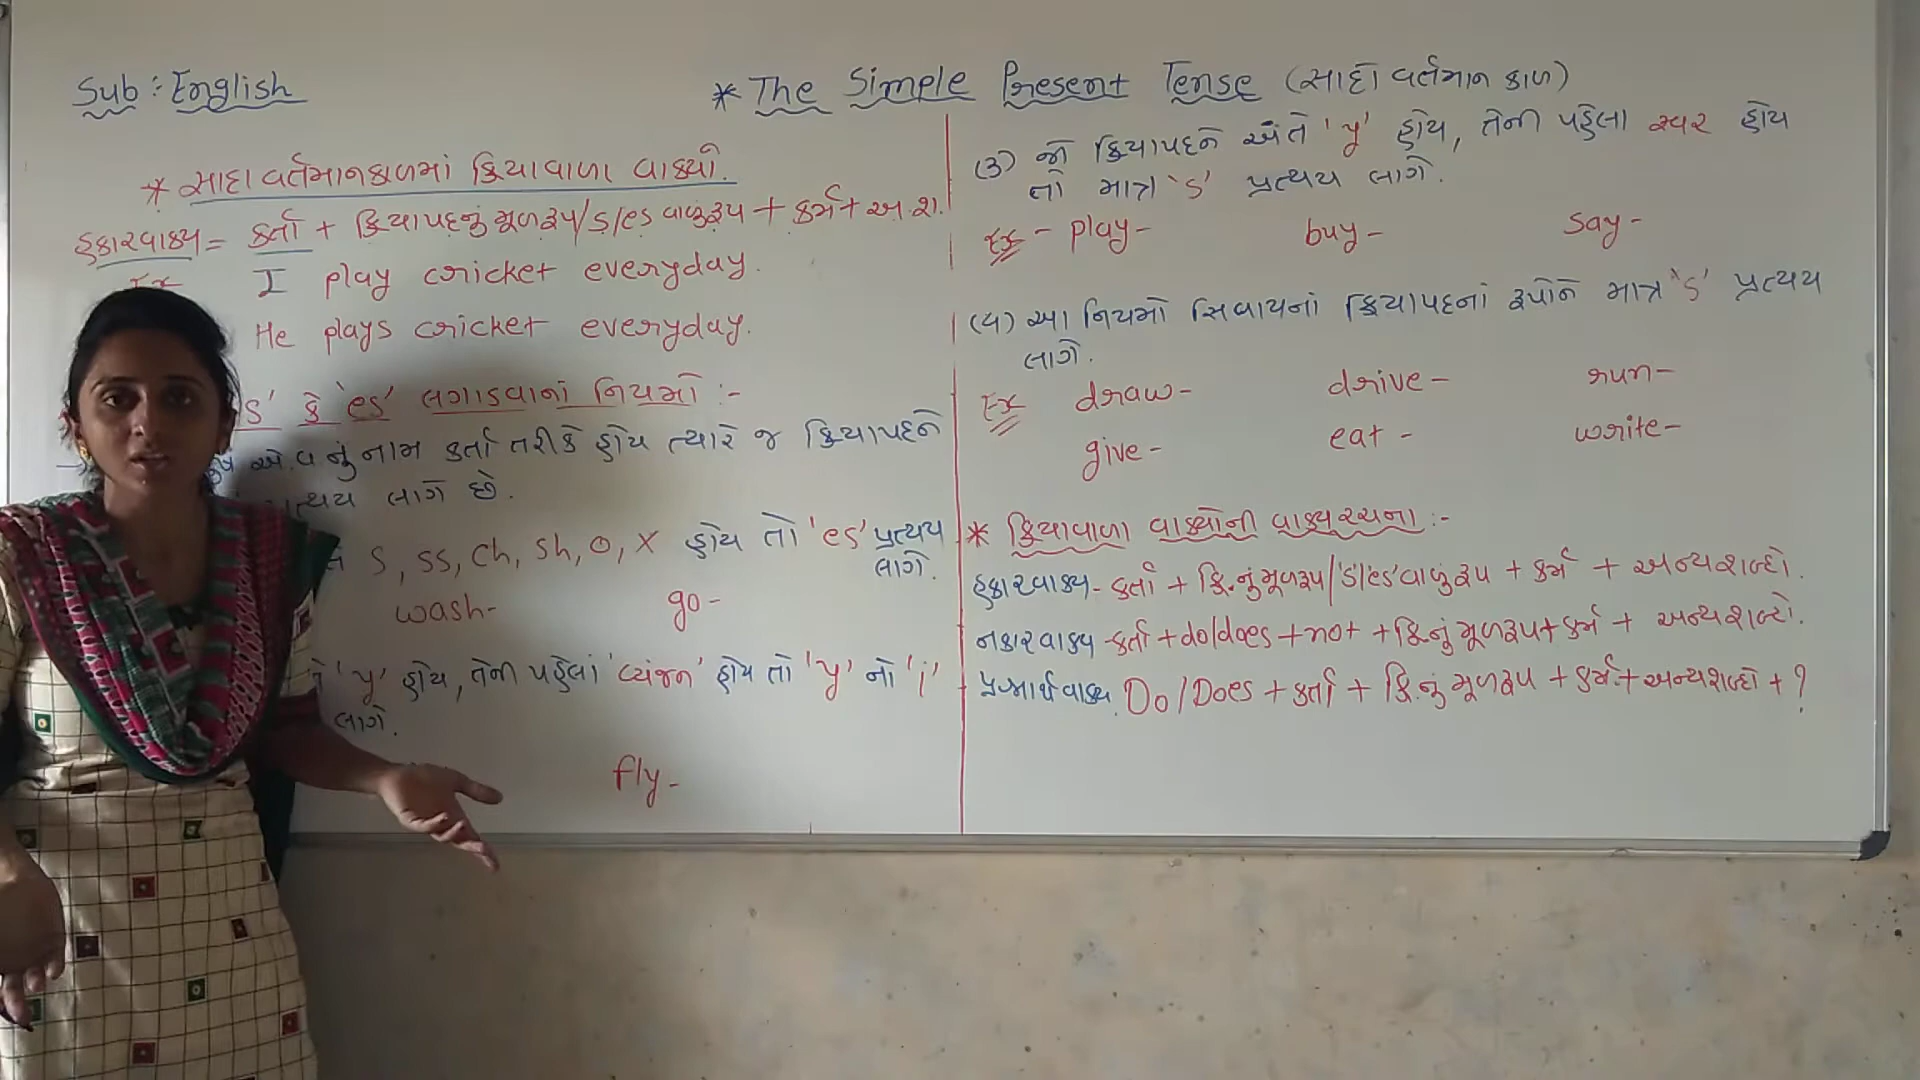 Sub : English
* The Simple Present Tense (સાદો વર્તમાન કાળ)
* સાદા વર્તમાનકાળમાં ક્રિયાવાળા વાક્યો.
હકારવાક્ય = કર્તા + ક્રિયાપદનું મૂળરૂપ/s/es વાળુંરૂપ + કર્મ + અ.શ.
I play cricket everyday.
He plays cricket everyday.
s' કે 'es' લગાડવાનાં નિયમો :-
એ.વ નું નામ કર્તા તરીકે હોય ત્યારે જ ક્રિયાપદને
લાગે છે.
s, ss, ch, sh, o, x હોય તો 'es' પ્રત્યય
લાગે.
wash- go-
'y' હોય, તેની પહેલાં 'વ્યંજન' હોય તો 'y' નો 'i'
લાગે.
fly-
(૩) જો ક્રિયાપદને અંતે 'y' હોય, તેની પહેલા સ્વર હોય
તો માત્ર 's' પ્રત્યય લાગે.
Ex - play- buy- say-
(૪) આ નિયમો સિવાયનાં ક્રિયાપદનાં રૂપોને માત્ર 's' પ્રત્યય
લાગે.
Ex draw- drive- run-
give- eat- write-
* ક્રિયાવાળા વાક્યોની વાક્યરચના :-
હકારવાક્ય- કર્તા + ક્રિ.નું મૂળરૂપ/'s'/'es' વાળું રૂપ + કર્મ + અન્યશબ્દો.
નકારવાક્ય -કર્તા + do/does + not + ક્રિ.નું મૂળરૂપ + કર્મ + અન્યશબ્દો.
પ્રશ્નાર્થવાક્ય. Do/Does + કર્તા + ક્રિ.નું મૂળરૂપ + કર્મ + અન્યશબ્દો + ?